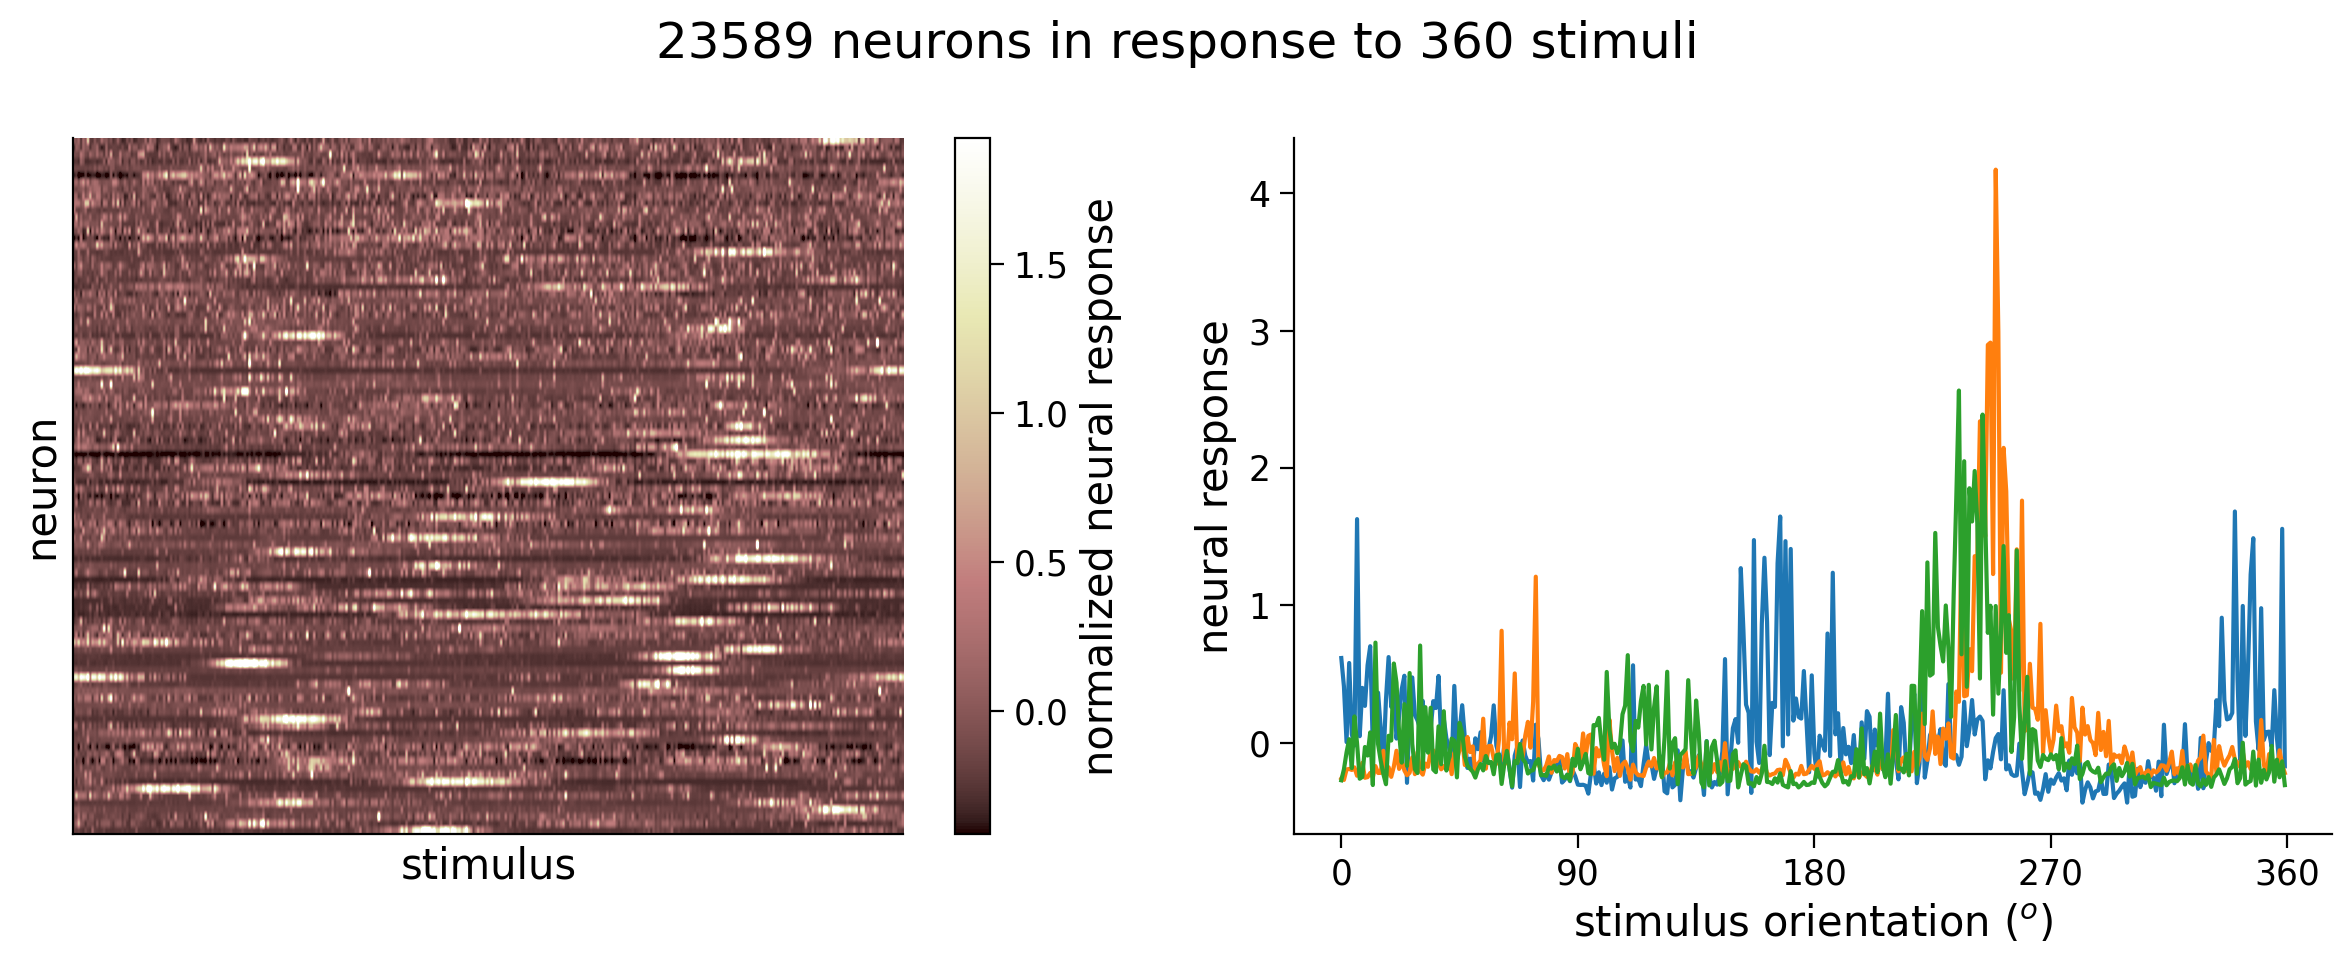 23589 neurons in response to 360 stimuli
neuron
stimulus
1.5
1.0
0.5
0.0
normalized neural response
neural response
4
3
2
1
0
0 90 180 270 360
stimulus orientation (°)